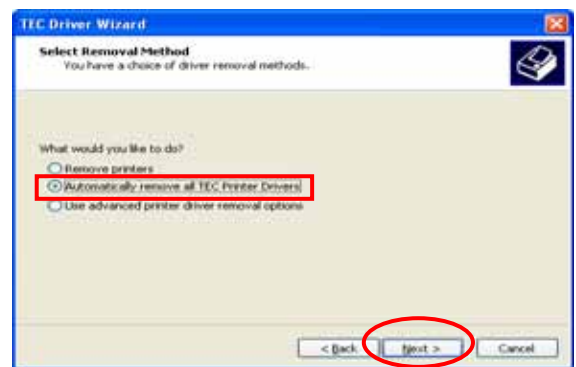 TEC Driver Wizard
Select Removal Method
You have a choice of driver removal methods.
What would you like to do?
Remove printers
Automatically remove all TEC Printer Drivers
Use advanced printer driver removal options
< Back
Next >
Cancel